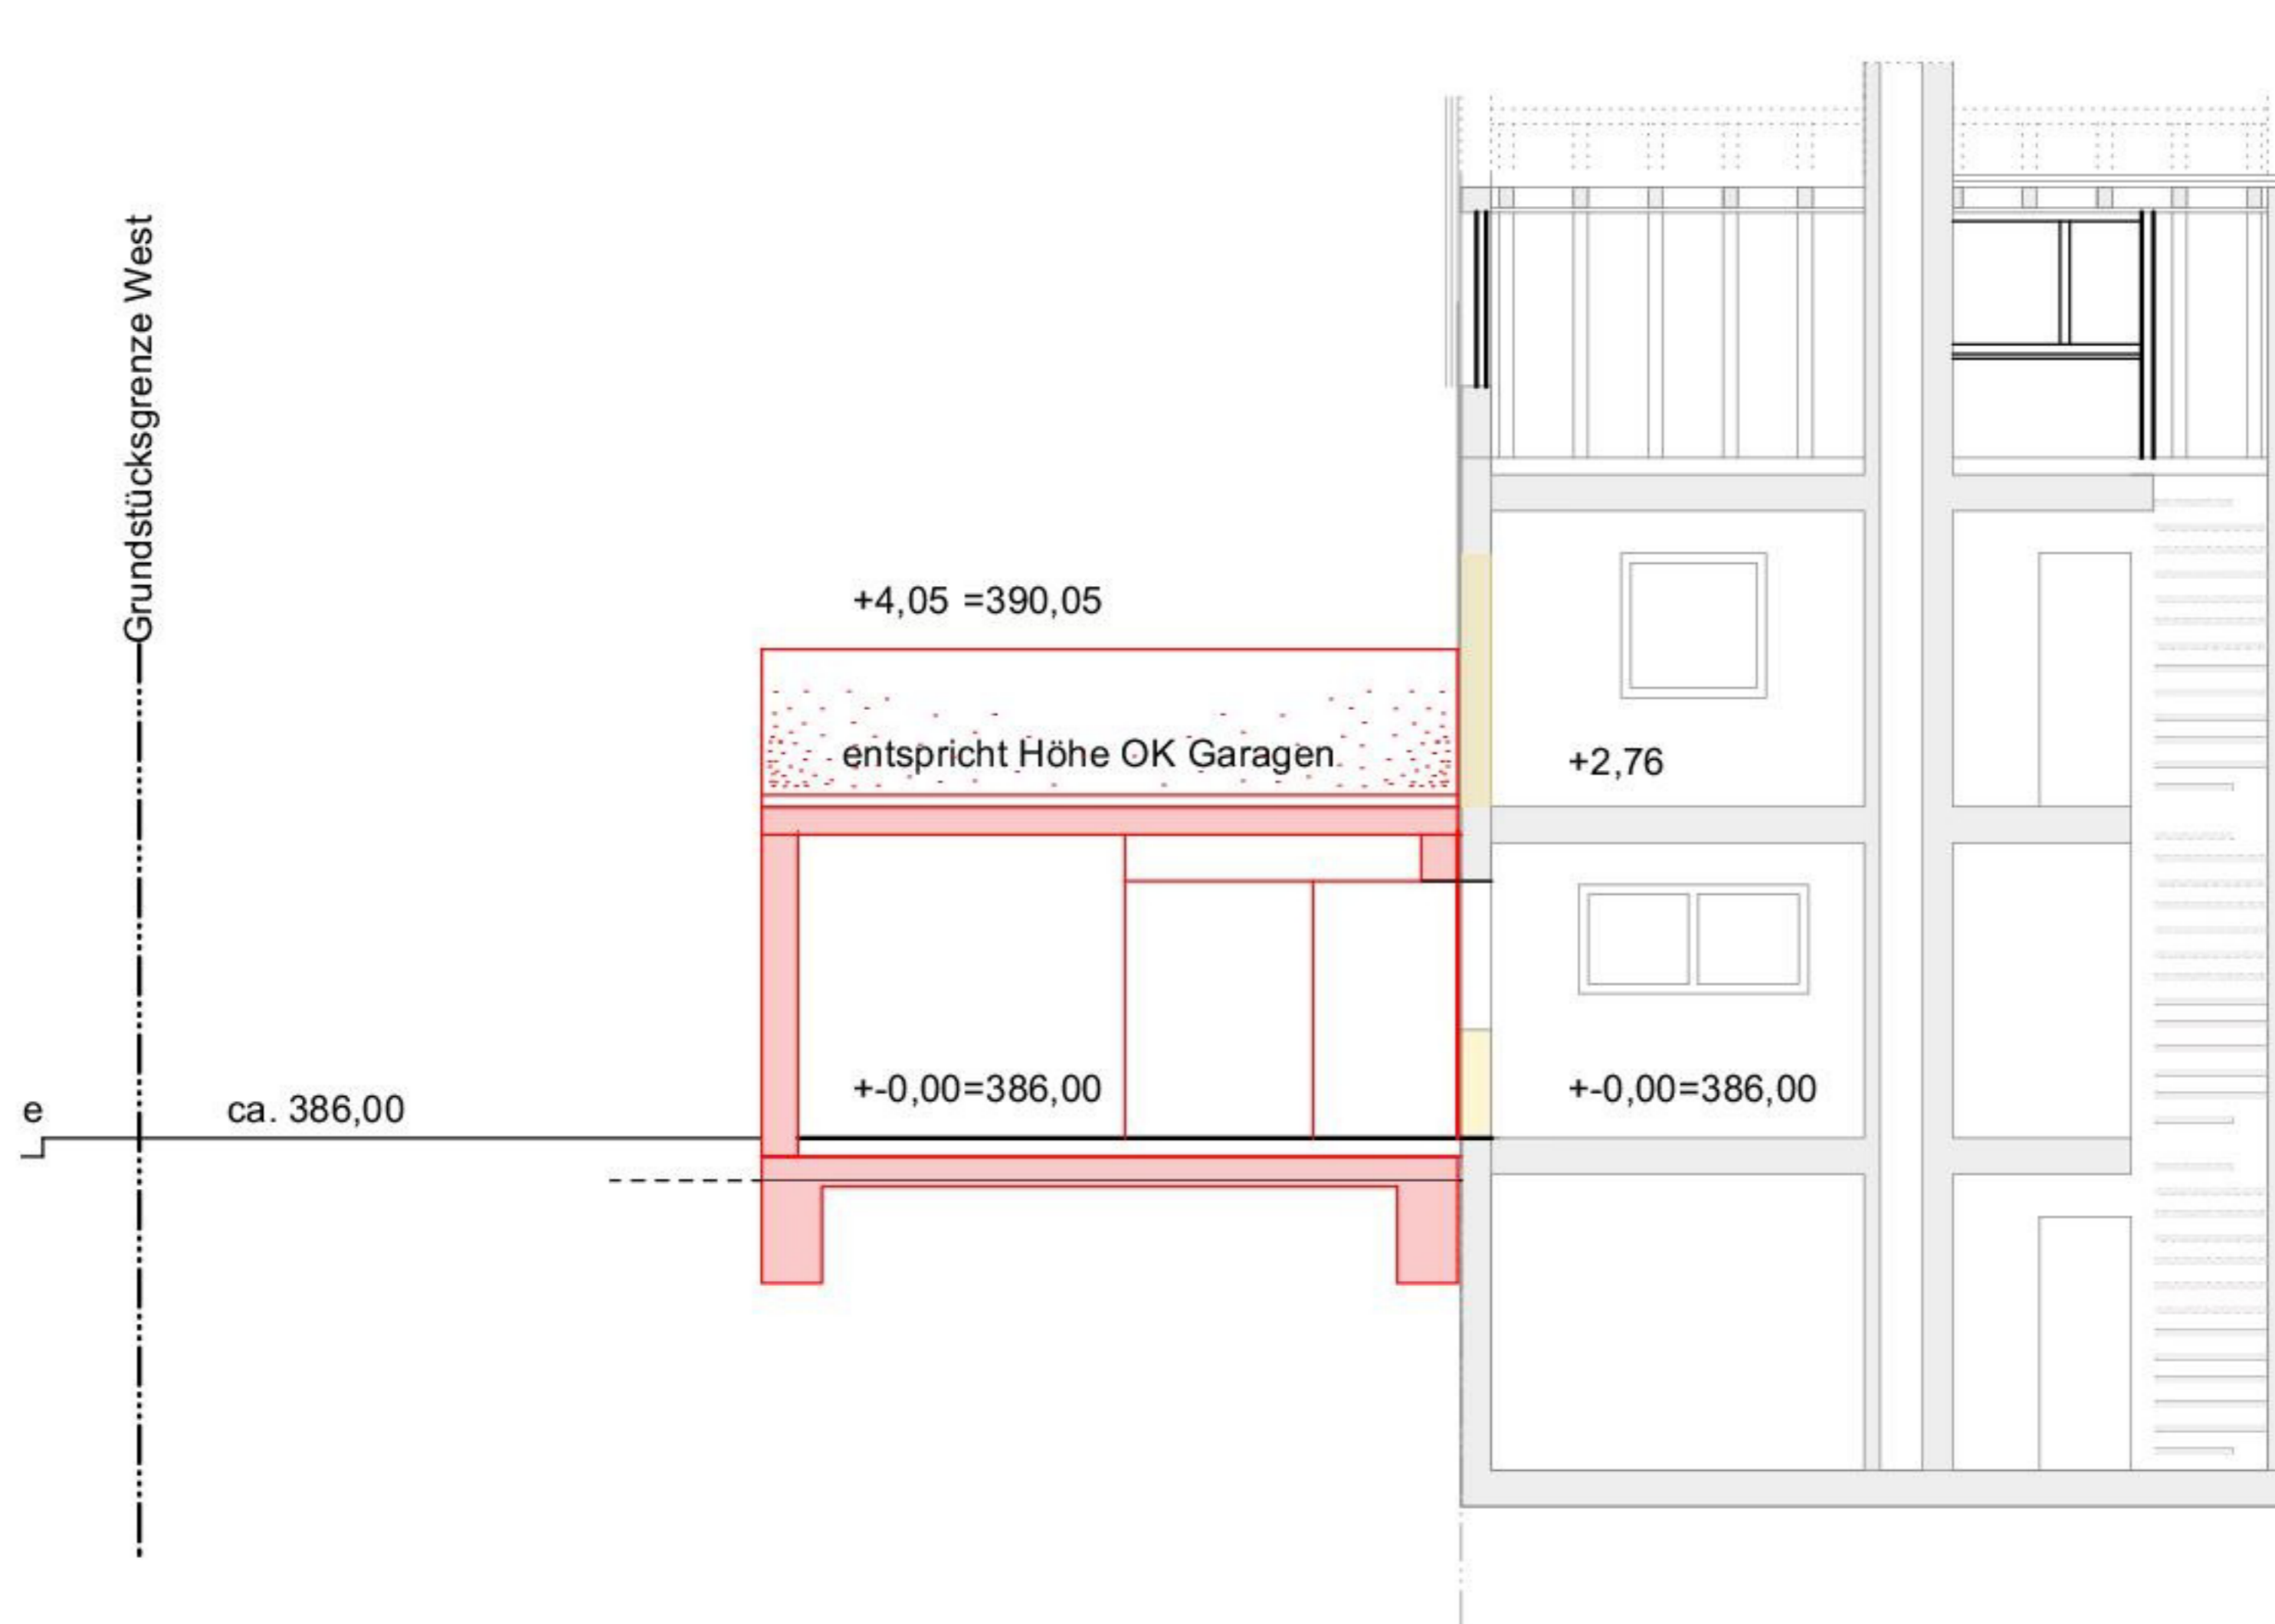 Grundstücksgrenze West
+4,05 =390,05
entspricht Höhe OK Garagen
+2,76
+-0,00=386,00
+-0,00=386,00
e
ca. 386,00